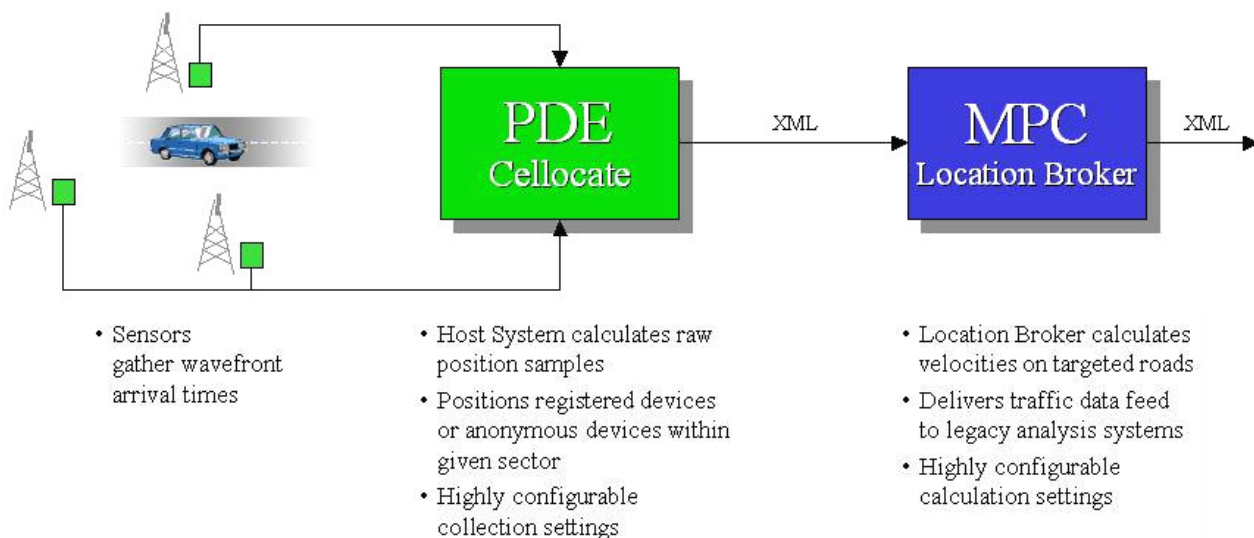 PDE
Cellocate
XML
MPC
Location Broker
XML
• Sensors
gather wavefront
arrival times
• Host System calculates raw
position samples
• Positions registered devices
or anonymous devices within
given sector
• Highly configurable
collection settings
• Location Broker calculates
velocities on targeted roads
• Delivers traffic data feed
to legacy analysis systems
• Highly configurable
calculation settings